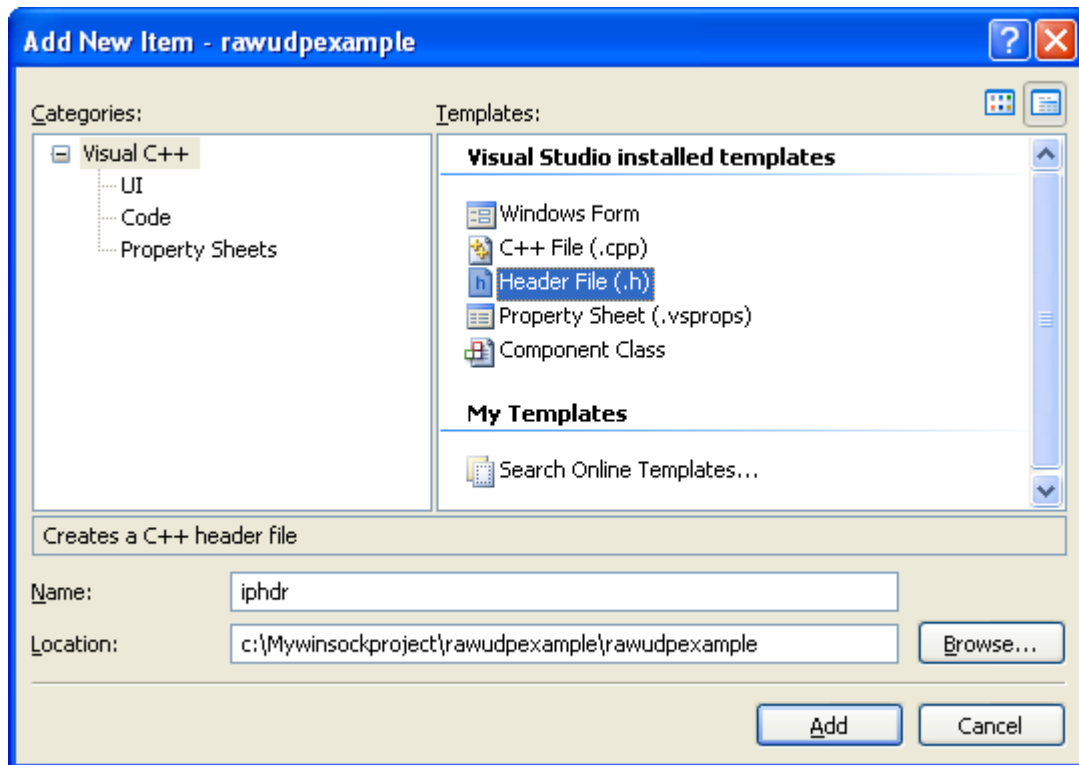 Add New Item - rawudpexample
Categories:
Templates:
Visual C++
UI
Code
Property Sheets
Visual Studio installed templates
Windows Form
C++ File (.cpp)
h
Header File (.h)
Property Sheet (.vsprops)
Component Class
My Templates
Search Online Templates...
Creates a C++ header file
Name:
iphdr
Location:
c:\Mywinsockproject\rawudpexample\rawudpexample
Browse...
Add
Cancel